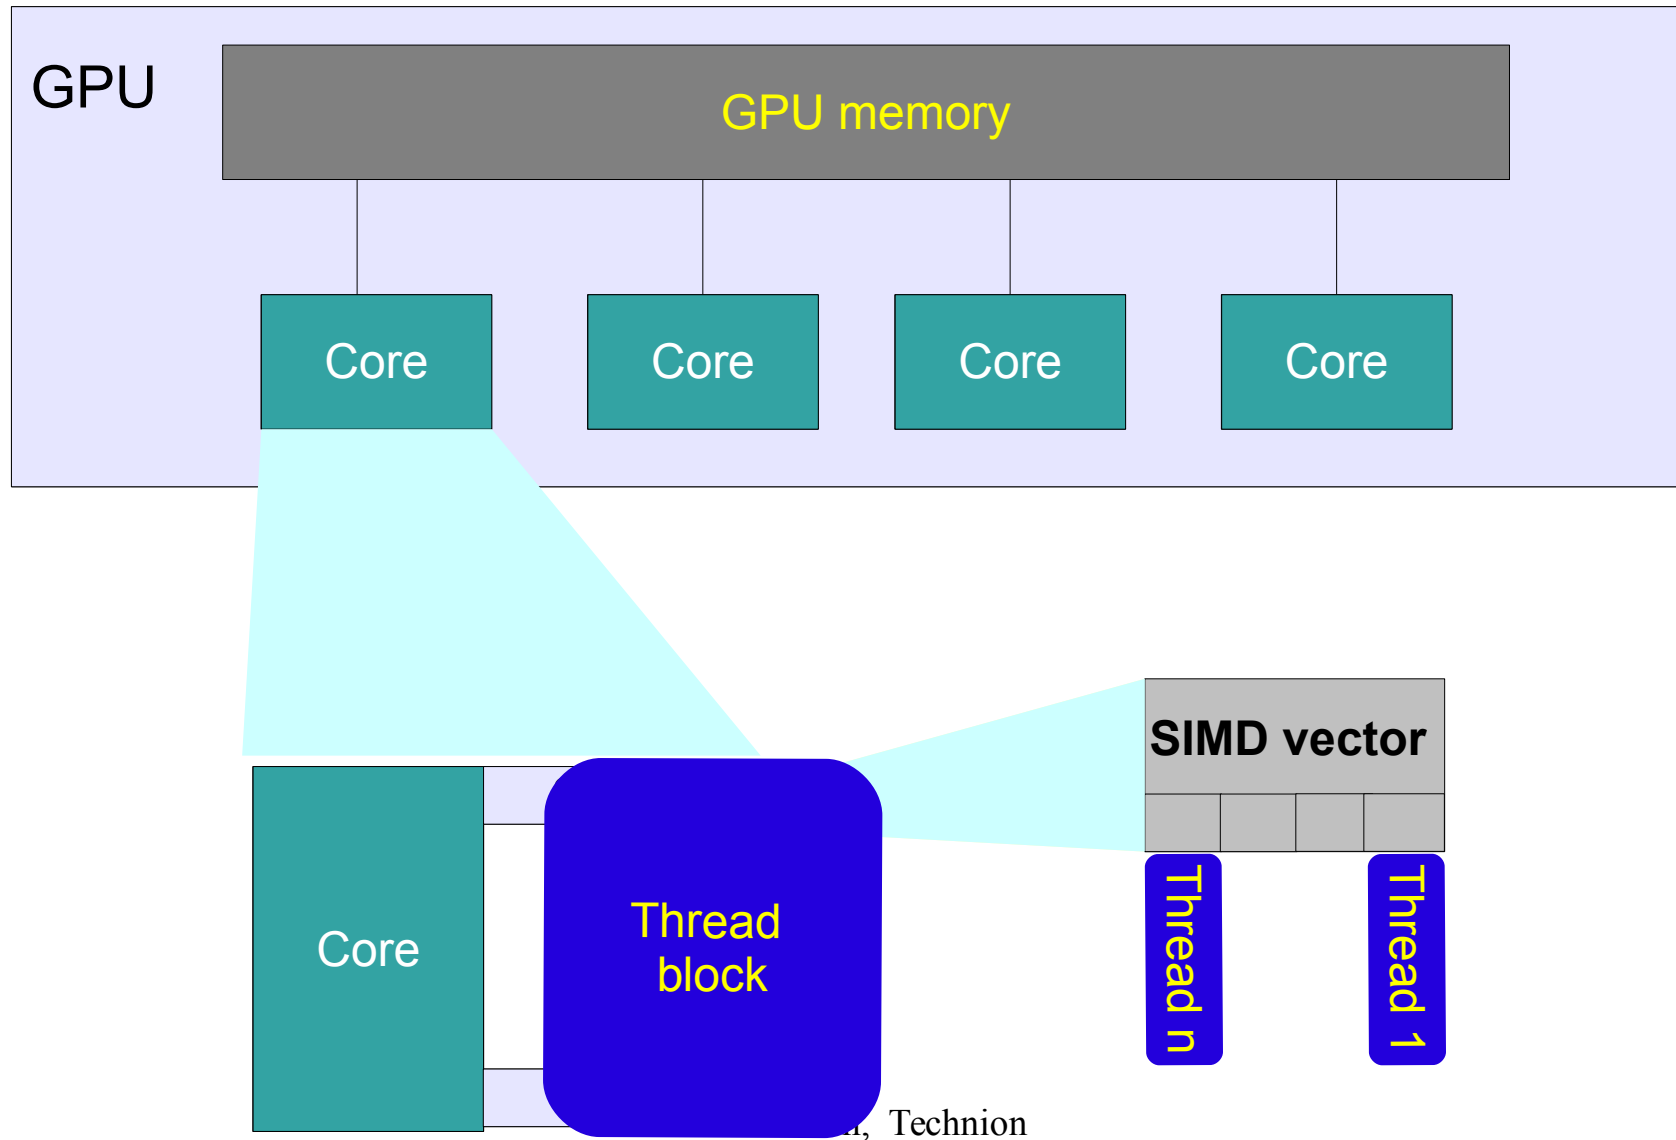 GPU
GPU memory
Core
Core
Core
Core
SIMD vector
Core
Thread
block
Thread n
Thread 1
Technion